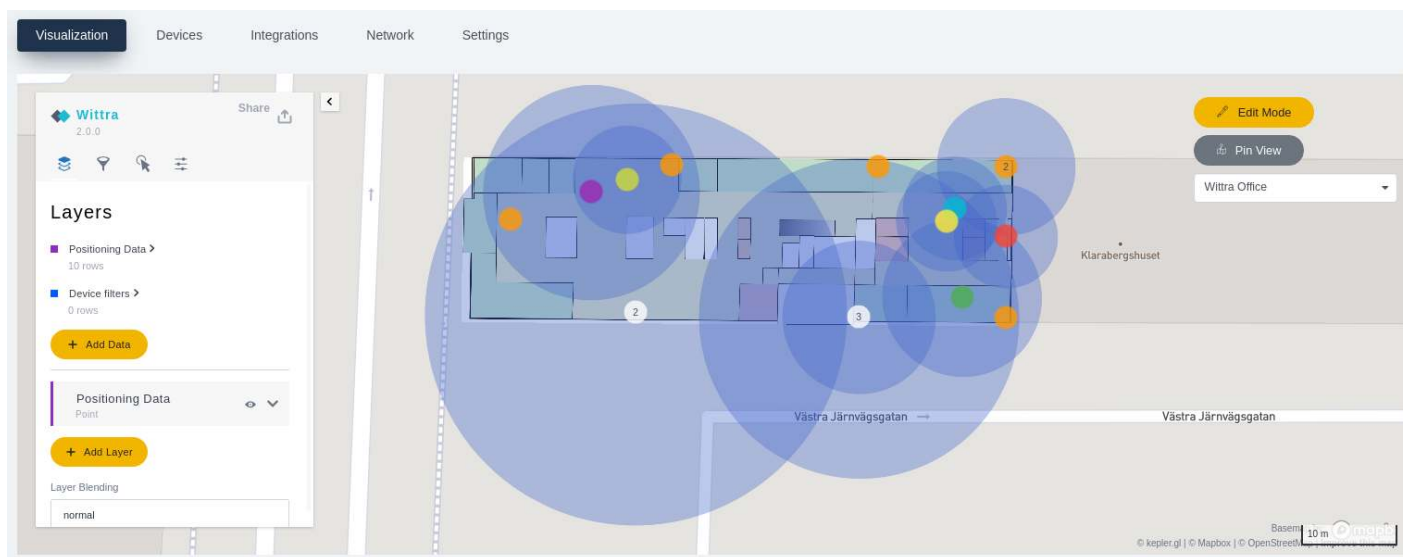 Visualization
Devices
Integrations
Network
Settings
Wittra
2.0.0
Share
Layers
Positioning Data
10 rows
Device filters
0 rows
+ Add Data
Positioning Data
Point
+ Add Layer
Layer Blending
normal
2
2
3
Klarabergshuset
Västra Järnvägsgatan →
Västra Järnvägsgatan
Edit Mode
Pin View
Wittra Office
10 m
© kepler.gl | © Mapbox | © OpenStreetMap |